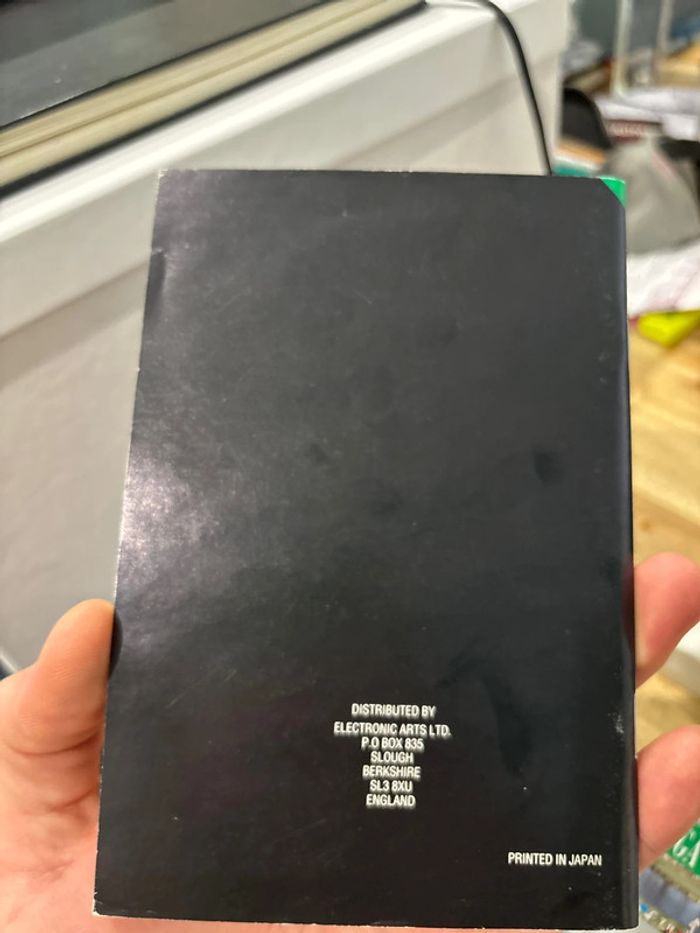 DISTRIBUTED BY
ELECTRONIC ARTS LTD.
P.O BOX 835
SLOUGH
BERKSHIRE
SL3 8XU
ENGLAND
PRINTED IN JAPAN